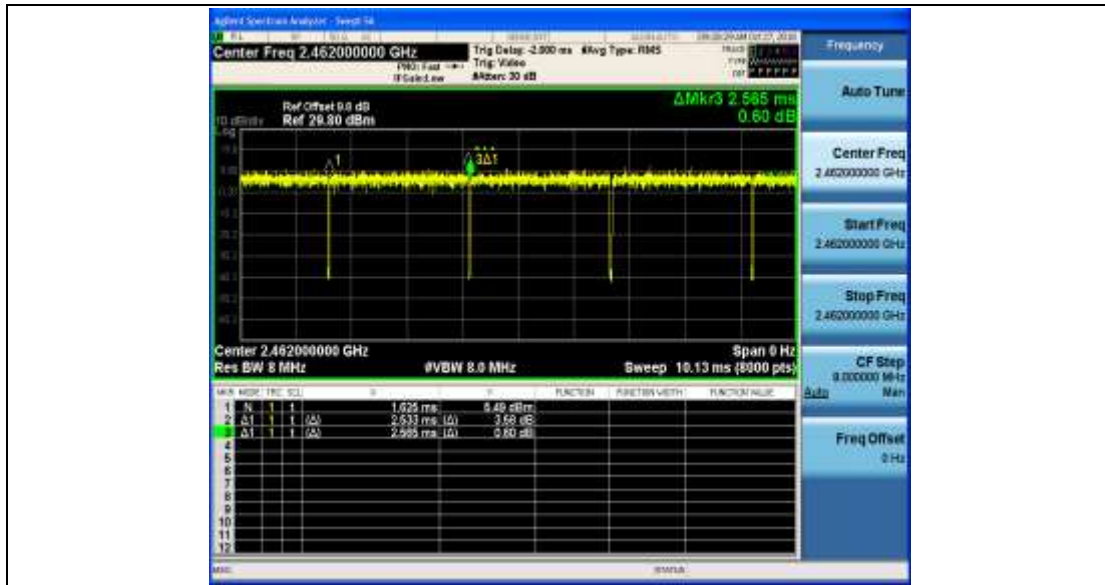 Agilent Spectrum Analyzer - Swept SA
Center Freq 2.462000000 GHz
PNO: Fast
IFGain:Low
Trig Delay: -2.000 ms #Avg Type: RMS
Trig: Video
#Atten: 30 dB
TRACE
TYPE
DET P P P P P P
Frequency
Auto Tune
ΔMkr3 2.565 ms
0.60 dB
Ref Offset 9.8 dB
10 dB/div Ref 29.80 dBm
Log
1
3Δ1
Center Freq
2.462000000 GHz
Start Freq
2.462000000 GHz
Stop Freq
2.462000000 GHz
CF Step
8.000000 MHz
Auto Man
Freq Offset
0 Hz
Center 2.462000000 GHz Span 0 Hz
Res BW 8 MHz #VBW 8.0 MHz Sweep 10.13 ms (8000 pts)
MKR MODE TRC SCL X Y FUNCTION FUNCTION WIDTH FUNCTION VALUE
1 N 1 t 1.625 ms 6.49 dBm
2 Δ1 1 t (Δ) 2.533 ms (Δ) 3.58 dB
3 Δ1 1 t (Δ) 2.565 ms (Δ) 0.60 dB
4
5
6
7
8
9
10
11
12
MSG STATUS